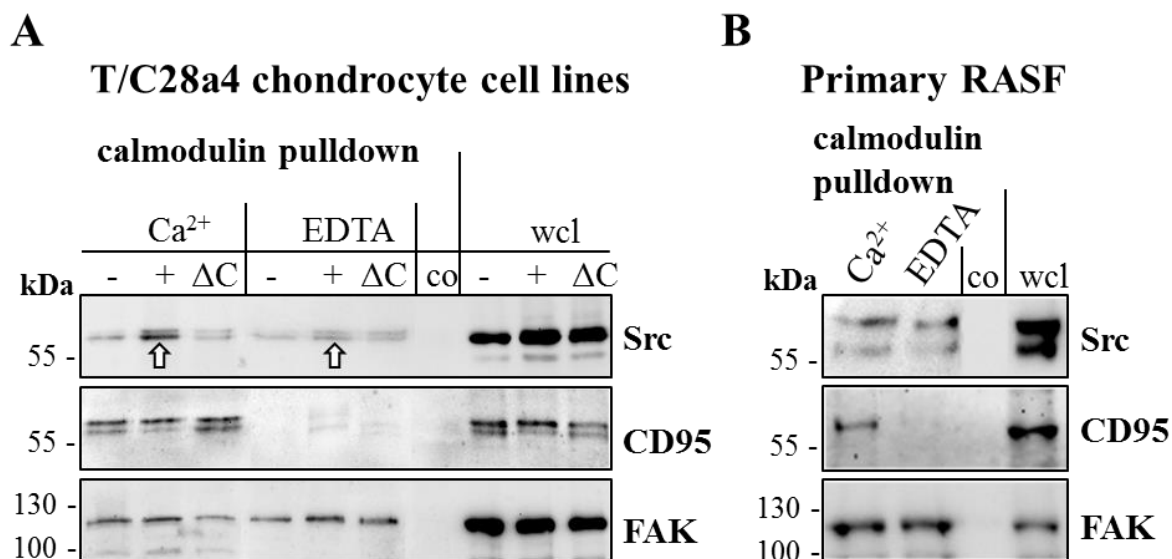 A
T/C28a4 chondrocyte cell lines
calmodulin pulldown
Ca²⁺ EDTA wcl
kDa - + ΔC - + ΔC co - + ΔC
55 - Src
55 - CD95
130 - FAK
100 -
B
Primary RASF
calmodulin
pulldown
kDa Ca²⁺ EDTA co wcl
55 - Src
55 - CD95
130 - FAK
100 -